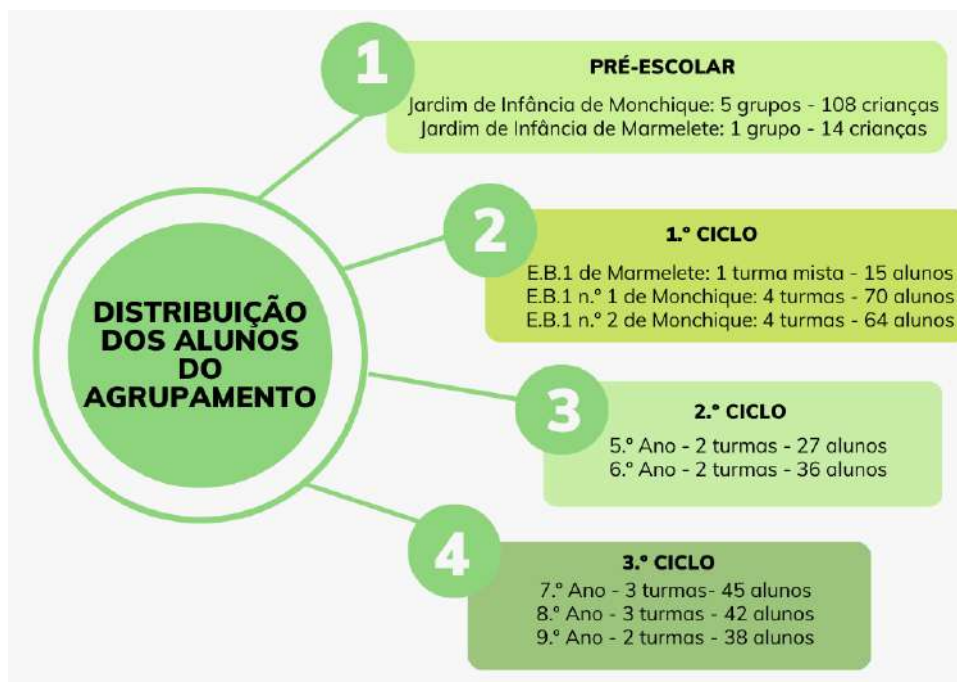 DISTRIBUIÇÃO
DOS ALUNOS
DO
AGRUPAMENTO
1
PRÉ-ESCOLAR
Jardim de Infância de Monchique: 5 grupos - 108 crianças
Jardim de Infância de Marmelete: 1 grupo - 14 crianças
2
1.º CICLO
E.B.1 de Marmelete: 1 turma mista - 15 alunos
E.B.1 n.º 1 de Monchique: 4 turmas - 70 alunos
E.B.1 n.º 2 de Monchique: 4 turmas - 64 alunos
3
2.º CICLO
5.º Ano - 2 turmas - 27 alunos
6.º Ano - 2 turmas - 36 alunos
4
3.º CICLO
7.º Ano - 3 turmas- 45 alunos
8.º Ano - 3 turmas - 42 alunos
9.º Ano - 2 turmas - 38 alunos